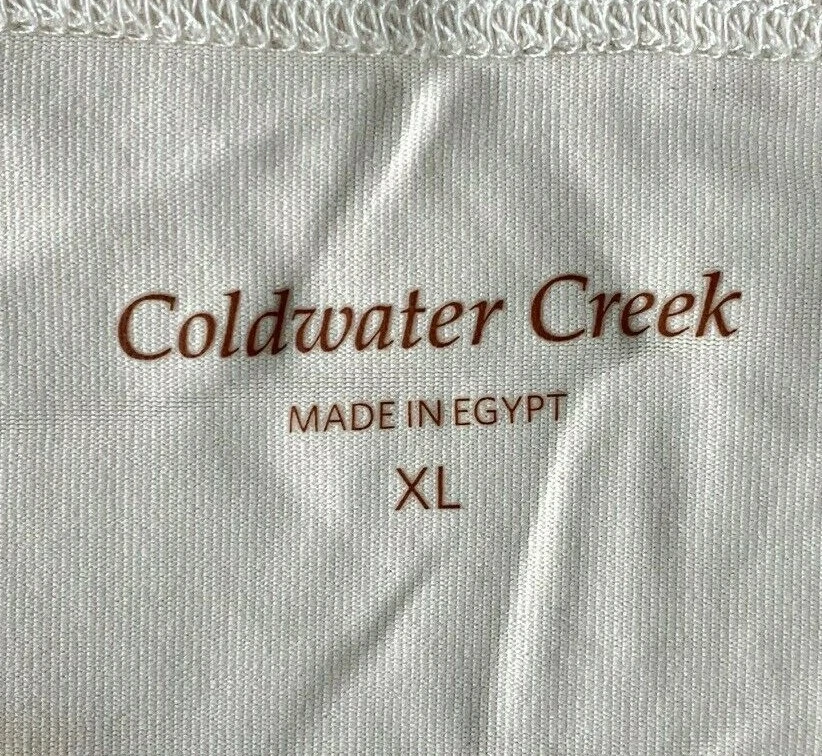 Coldwater Creek
MADE IN EGYPT
XL